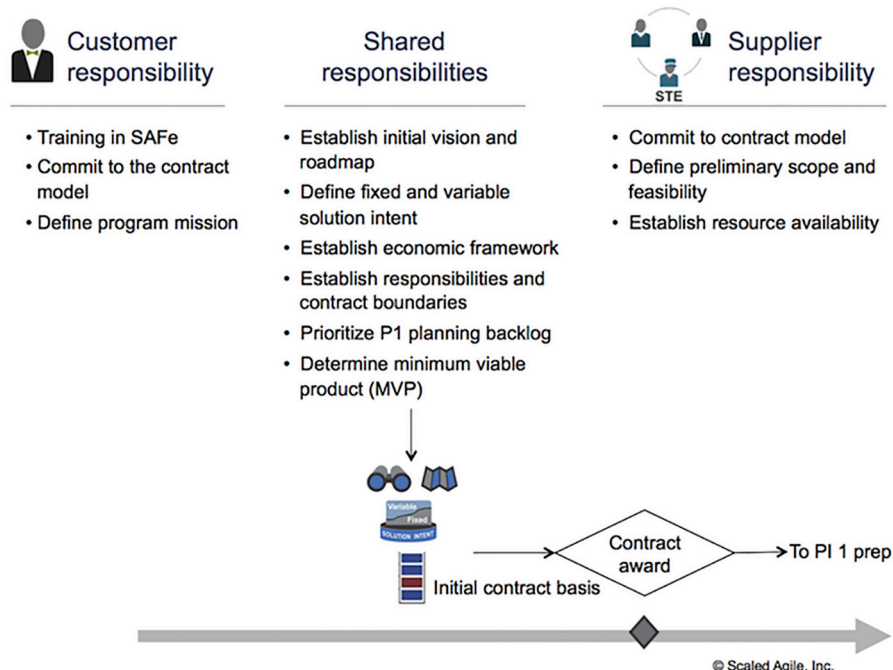 Customer
responsibility
Shared
responsibilities
STE
Supplier
responsibility
• Training in SAFe
• Commit to the contract
model
• Define program mission
• Establish initial vision and
roadmap
• Define fixed and variable
solution intent
• Establish economic framework
• Establish responsibilities and
contract boundaries
• Prioritize P1 planning backlog
• Determine minimum viable
product (MVP)
• Commit to contract model
• Define preliminary scope and
feasibility
• Establish resource availability
Variable
Fixed
SOLUTION INTENT
Initial contract basis
Contract
award
To PI 1 prep
© Scaled Agile, Inc.